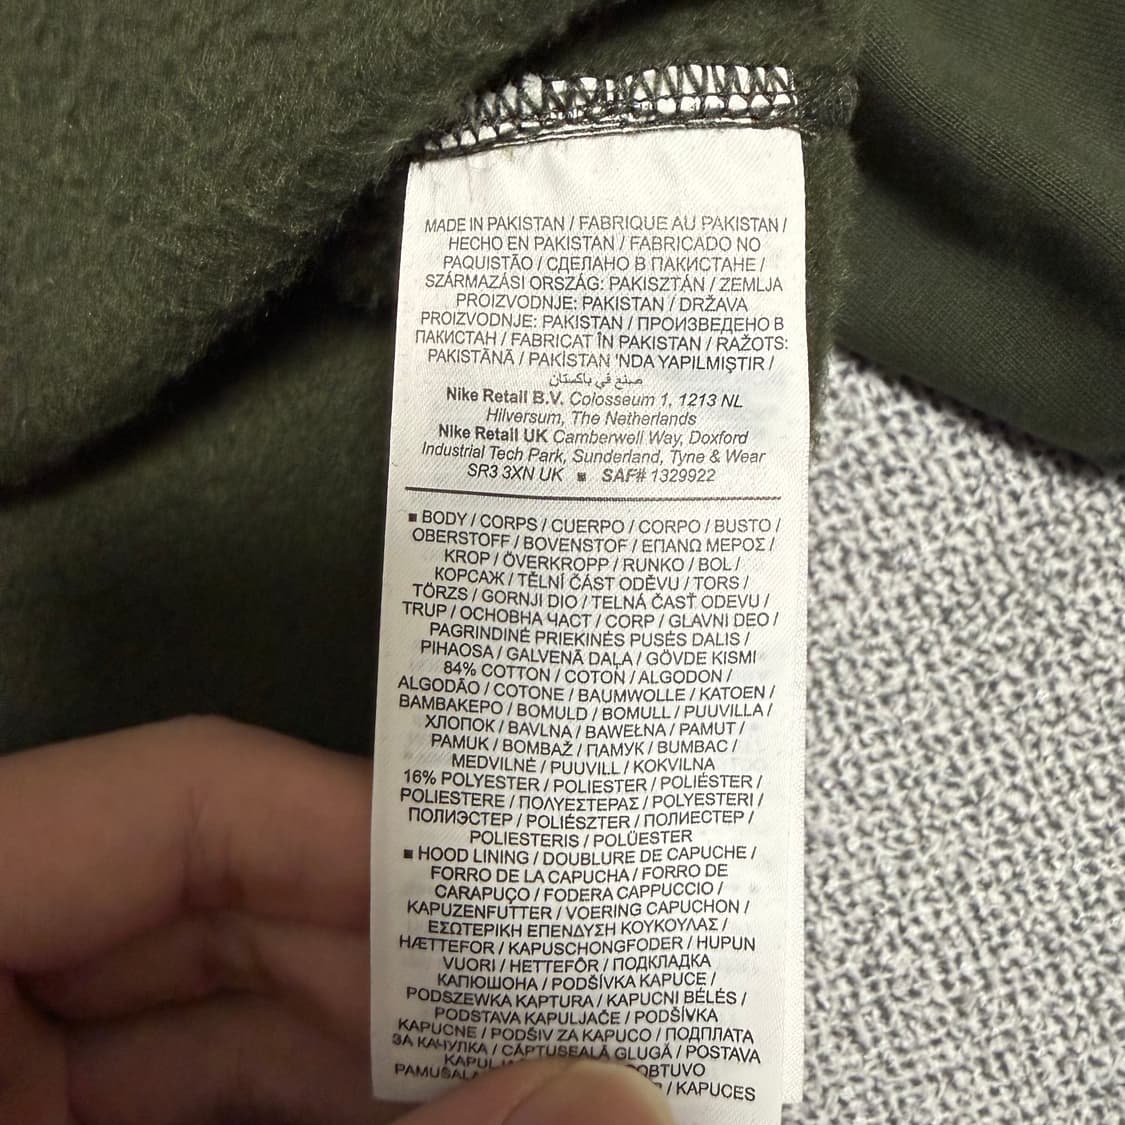 MADE IN PAKISTAN / FABRIQUE AU PAKISTAN /
HECHO EN PAKISTAN / FABRICADO NO
PAQUISTÃO / СДЕЛАНО В ПАКИСТАНЕ /
SZÁRMAZÁSI ORSZÁG: PAKISZTÁN / ZEMLJA
PROIZVODNJE: PAKISTAN / DRŽAVA
PROIZVODNJE: PAKISTAN / ПРОИЗВЕДЕНО В
ПАКИСТАН / FABRICAT ÎN PAKISTAN / RAŽOTS:
PAKISTĀNĀ / PAKİSTAN 'NDA YAPILMIŞTIR /
صنع في باكستان
Nike Retail B.V. Colosseum 1, 1213 NL
Hilversum, The Netherlands
Nike Retail UK Camberwell Way, Doxford
Industrial Tech Park, Sunderland, Tyne & Wear
SR3 3XN UK ■ SAF# 1329922
■ BODY / CORPS / CUERPO / CORPO / BUSTO /
OBERSTOFF / BOVENSTOF / ΕΠΑΝΩ ΜΕΡΟΣ /
KROP / ÖVERKROPP / RUNKO / BOL /
КОРСАЖ / TĚLNÍ ČÁST ODĚVU / TORS /
TÖRZS / GORNJI DIO / TELNÁ ČASŤ ODEVU /
TRUP / ОСНОВНА ЧАСТ / CORP / GLAVNI DEO /
PAGRINDINĖ PRIEKINĖS PUSĖS DALIS /
PIHAOSA / GALVENĀ DAĻA / GÖVDE KISMI
84% COTTON / COTON / ALGODON /
ALGODÃO / COTONE / BAUMWOLLE / KATOEN /
ΒΑΜΒΑΚΕΡΟ / BOMULD / BOMULL / PUUVILLA /
ХЛОПОК / BAVLNA / BAWEŁNA / PAMUT /
PAMUK / BOMBAŽ / ПАМУК / BUMBAC /
MEDVILNĖ / PUUVILL / KOKVILNA
16% POLYESTER / POLIESTER / POLIÉSTER /
POLIESTERE / ΠΟΛΥΕΣΤΕΡΑΣ / POLYESTERI /
ПОЛИЭСТЕР / POLIÉSZTER / ПОЛИЕСТЕР /
POLIESTERIS / POLÜESTER
■ HOOD LINING / DOUBLURE DE CAPUCHE /
FORRO DE LA CAPUCHA / FORRO DE
CARAPUÇO / FODERA CAPPUCCIO /
KAPUZENFUTTER / VOERING CAPUCHON /
ΕΣΩΤΕΡΙΚΗ ΕΠΕΝΔΥΣΗ ΚΟΥΚΟΥΛΑΣ /
HÆTTEFOR / KAPUSCHONGFODER / HUPUN
VUORI / HETTEFÔR / ПОДКЛАДКА
КАПЮШОНА / PODŠÍVKA KAPUCE /
PODSZEWKA KAPTURA / KAPUCNI BÉLÉS /
PODSTAVA KAPULJAČE / PODŠÍVKA
KAPUCNE / PODŠIV ZA KAPUCO / ПОДПЛАТА
ЗА КАЧУЛКА / CĂPTUSEALĂ GLUGĂ / POSTAVA
/ KAPUCES